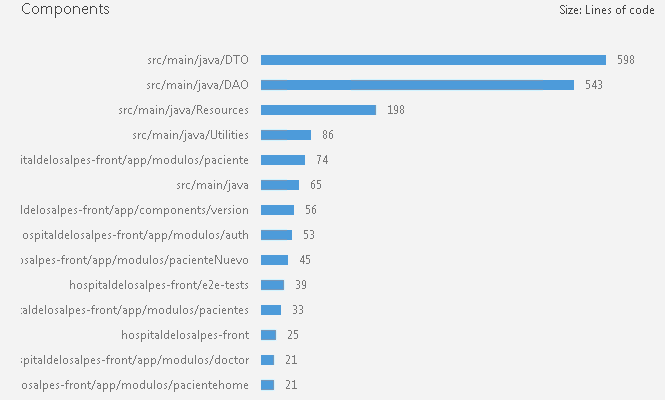 Components
Size: Lines of code
src/main/java/DTO 598
src/main/java/DAO 543
src/main/java/Resources 198
src/main/java/Utilities 86
italdelosalpes-front/app/modulos/paciente 74
src/main/java 65
ldelosalpes-front/app/components/version 56
ospitaldelosalpes-front/app/modulos/auth 53
osalpes-front/app/modulos/pacienteNuevo 45
hospitaldelosalpes-front/e2e-tests 39
taldelosalpes-front/app/modulos/pacientes 33
hospitaldelosalpes-front 25
spitaldelosalpes-front/app/modulos/doctor 21
osalpes-front/app/modulos/pacientehome 21